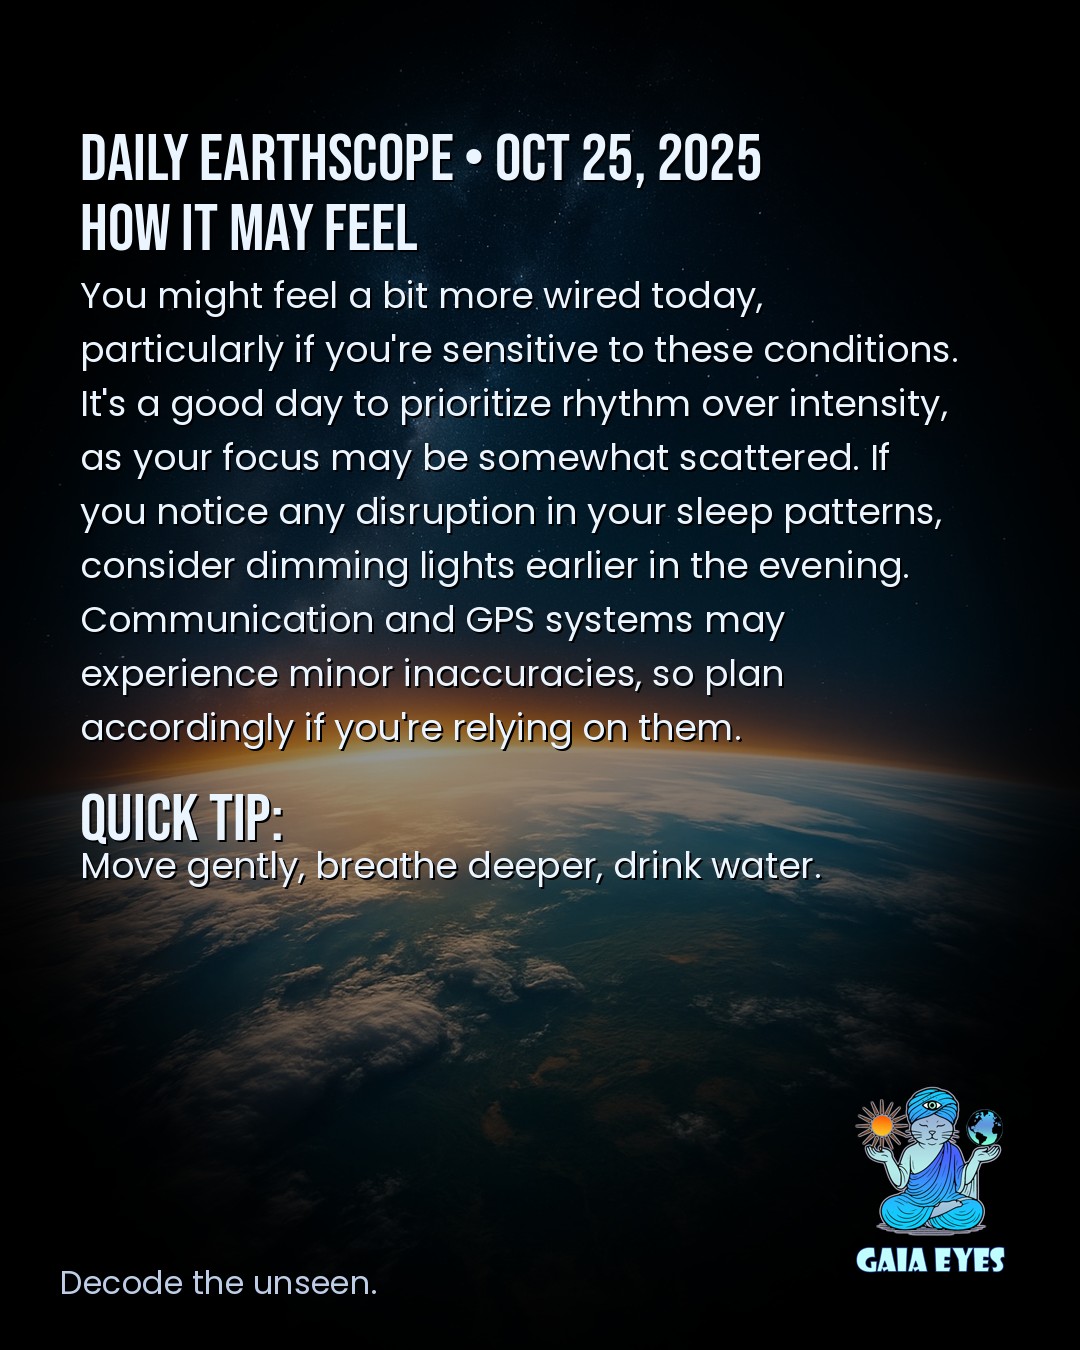 DAILY EARTHSCOPE • OCT 25, 2025
HOW IT MAY FEEL
You might feel a bit more wired today,
particularly if you're sensitive to these conditions.
It's a good day to prioritize rhythm over intensity,
as your focus may be somewhat scattered. If
you notice any disruption in your sleep patterns,
consider dimming lights earlier in the evening.
Communication and GPS systems may
experience minor inaccuracies, so plan
accordingly if you're relying on them.
QUICK TIP:
Move gently, breathe deeper, drink water.
GAIA EYES
Decode the unseen.